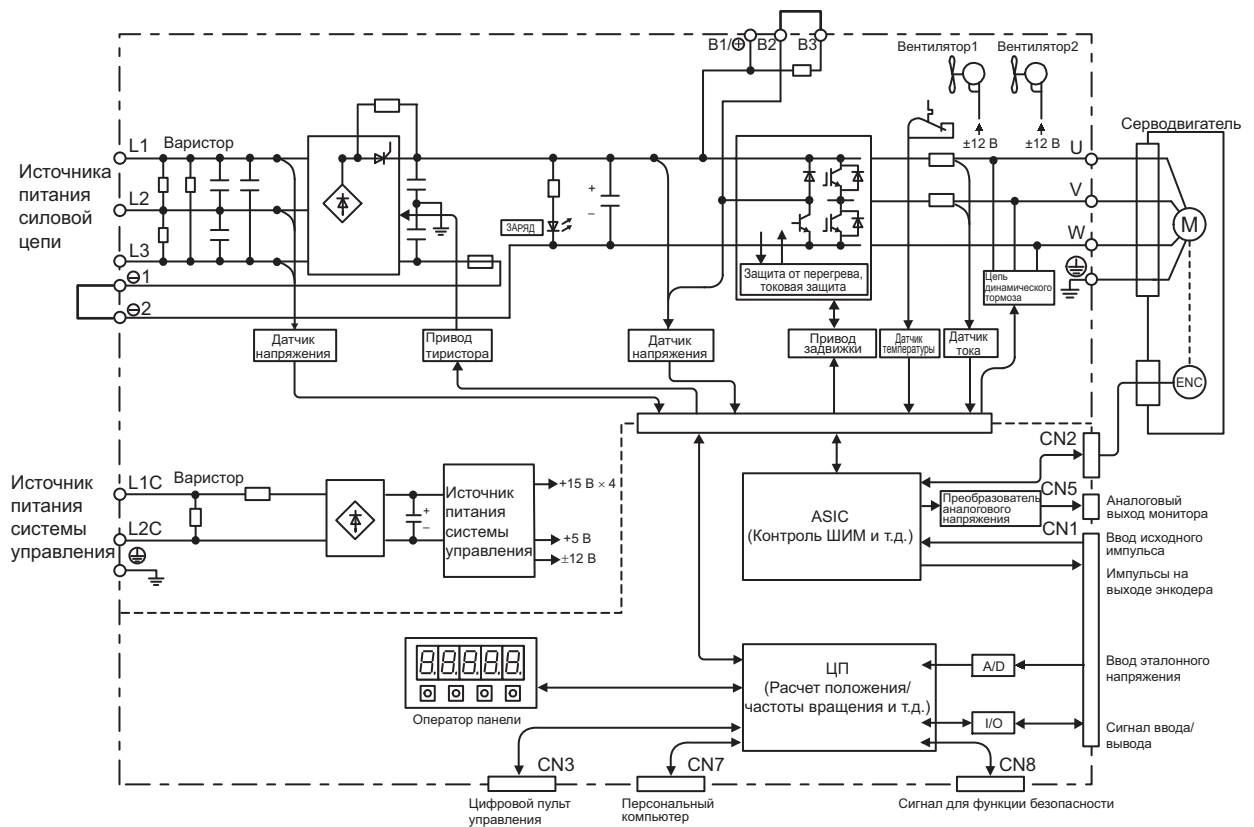 B1/⊕
B2
B3
Вентилятор1
Вентилятор2
±12 В
±12 В
Серводвигатель
L1
Варистор
U
Источника
питания
силовой
цепи
L2
V
L3
W
M
⊖1
⊖2
+
–
ЗАРЯД
Защита от перегрева,
токовая защита
Цепь
динамического
тормоза
Датчик
напряжения
Привод
тиристора
Датчик
напряжения
Привод
задвижки
Датчик
температуры
Датчик
тока
ENC
CN2
Источник
питания
системы
управления
L1C
Варистор
L2C
+
–
Источник
питания
системы
управления
+15 В × 4
+5 В
±12 В
ASIC
(Контроль ШИМ и т.д.)
Преобразователь
аналогового
напряжения
CN5
Аналоговый
выход монитора
CN1
Ввод исходного
импульса
Импульсы на
выходе энкодера
8.8.8.8.8.
Оператор панели
ЦП
(Расчет положения/
частоты вращения и т.д.)
A/D
Ввод эталонного
напряжения
I/O
Сигнал ввода/
вывода
CN3
CN7
CN8
Цифровой пульт
управления
Персональный
компьютер
Сигнал для функции безопасности